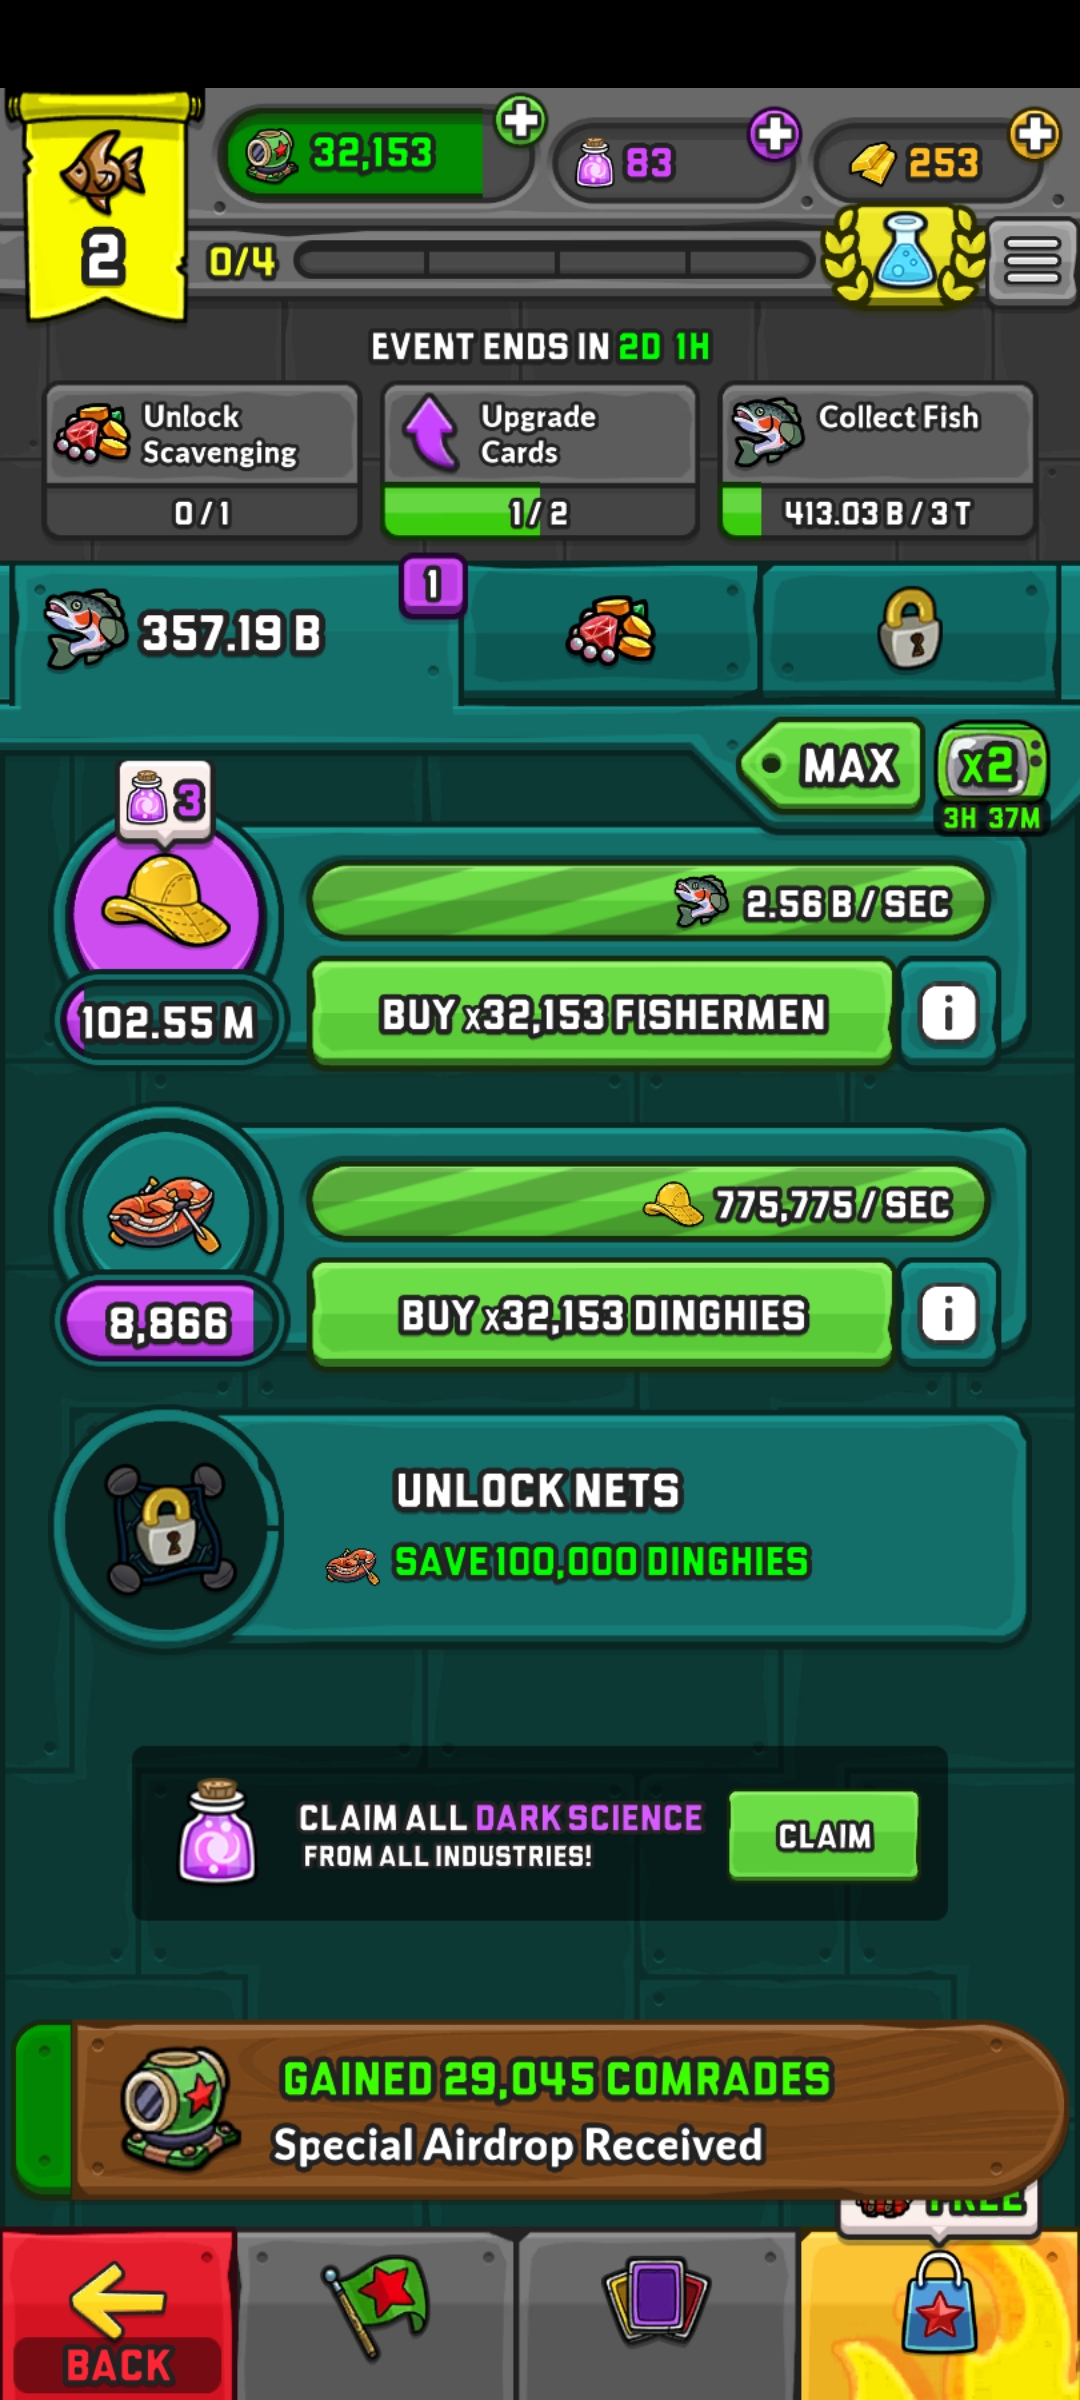 32,153
83
253
2
0/4
EVENT ENDS IN 2D 1H
Unlock
Scavenging
0 / 1
Upgrade
Cards
1 / 2
Collect Fish
413.03 B / 3 T
357.19 B
1
MAX
x2
3H 37M
3
2.56 B / SEC
102.55 M
BUY x32,153 FISHERMEN
i
775,775 / SEC
8,866
BUY x32,153 DINGHIES
i
UNLOCK NETS
SAVE 100,000 DINGHIES
CLAIM ALL DARK SCIENCE
FROM ALL INDUSTRIES!
CLAIM
GAINED 29,045 COMRADES
Special Airdrop Received
FREE
BACK